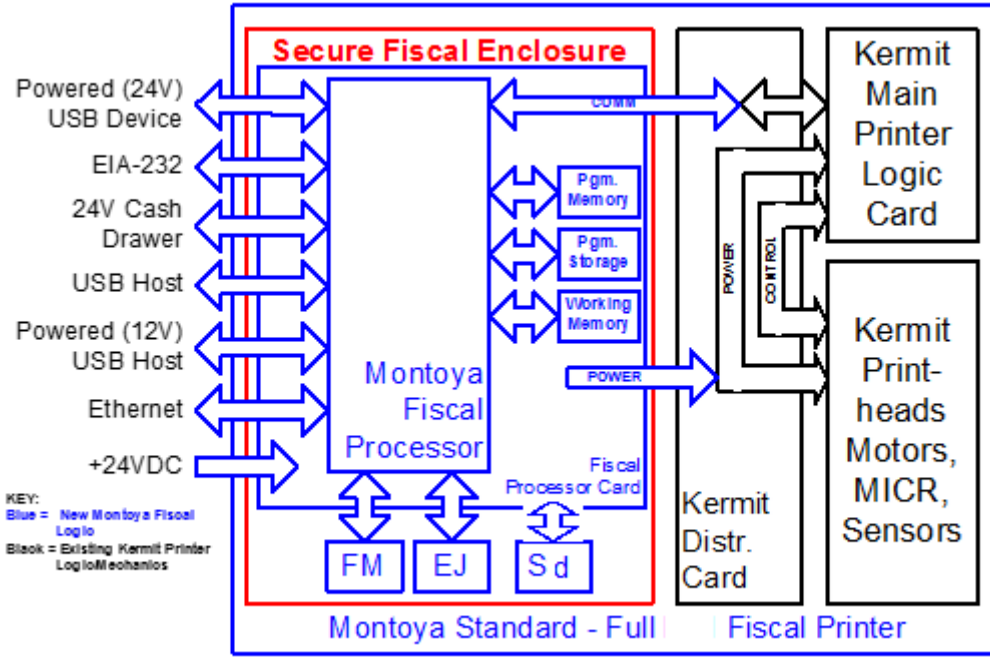 Secure Fiscal Enclosure
Powered (24V)
USB Device
EIA-232
24V Cash
Drawer
USB Host
Powered (12V)
USB Host
Ethernet
+24VDC
KEY:
Blue = New Montoya Fiscal
Logic
Black = Existing Kermit Printer
Logic/Mechanics
Montoya
Fiscal
Processor
COMM
Pgm.
Memory
Pgm.
Storage
Working
Memory
POWER
Fiscal
Processor Card
FM
EJ
Sd
Kermit
Distr.
Card
POWER
CONTROL
Kermit
Main
Printer
Logic
Card
Kermit
Print-
heads
Motors,
MICR,
Sensors
Montoya Standard - Full Fiscal Printer